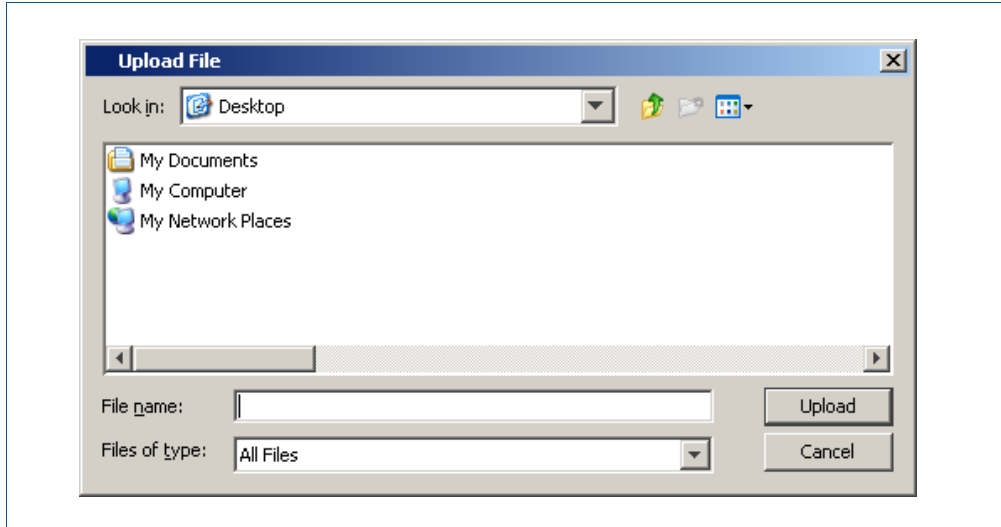 Upload File
Look in: Desktop
My Documents
My Computer
My Network Places
File name: Upload
Files of type: All Files Cancel